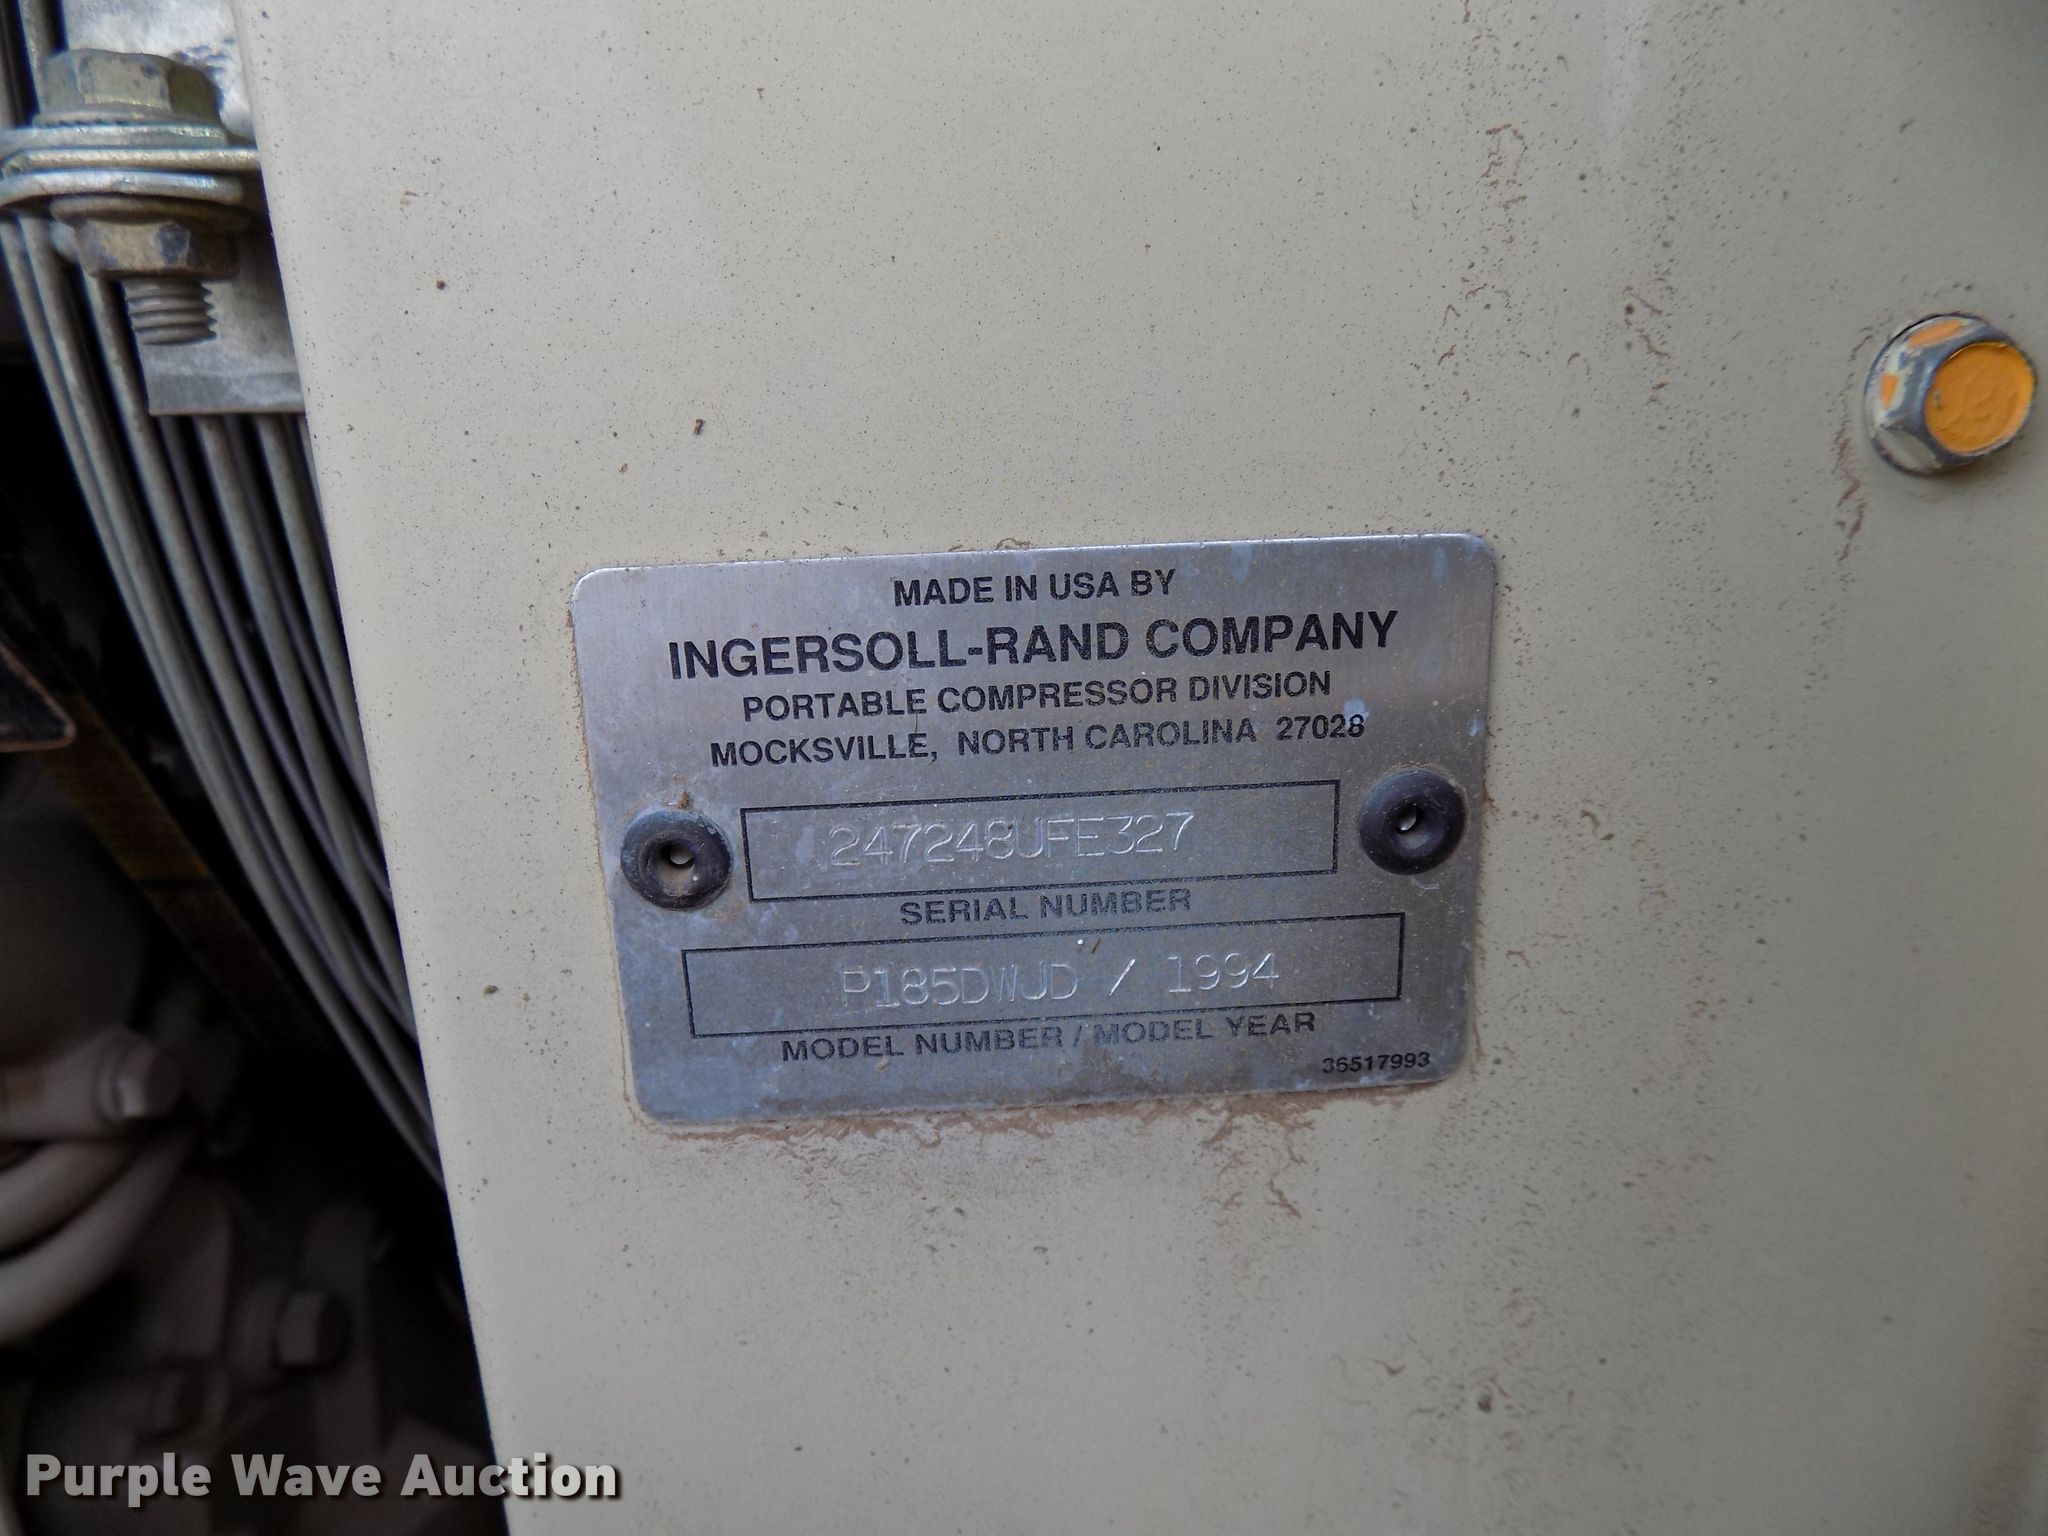 MADE IN USA BY
INGERSOLL-RAND COMPANY
PORTABLE COMPRESSOR DIVISION
MOCKSVILLE, NORTH CAROLINA 27028
247248UFE327
SERIAL NUMBER
P185DWJD / 1994
MODEL NUMBER / MODEL YEAR
36517993
Purple Wave Auction